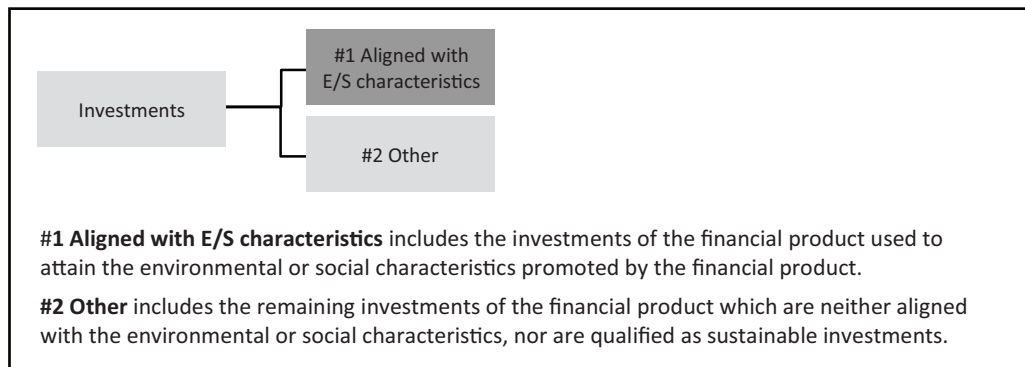 #1 Aligned with
E/S characteristics
Investments
#2 Other
#1 Aligned with E/S characteristics includes the investments of the financial product used to
attain the environmental or social characteristics promoted by the financial product.
#2 Other includes the remaining investments of the financial product which are neither aligned
with the environmental or social characteristics, nor are qualified as sustainable investments.